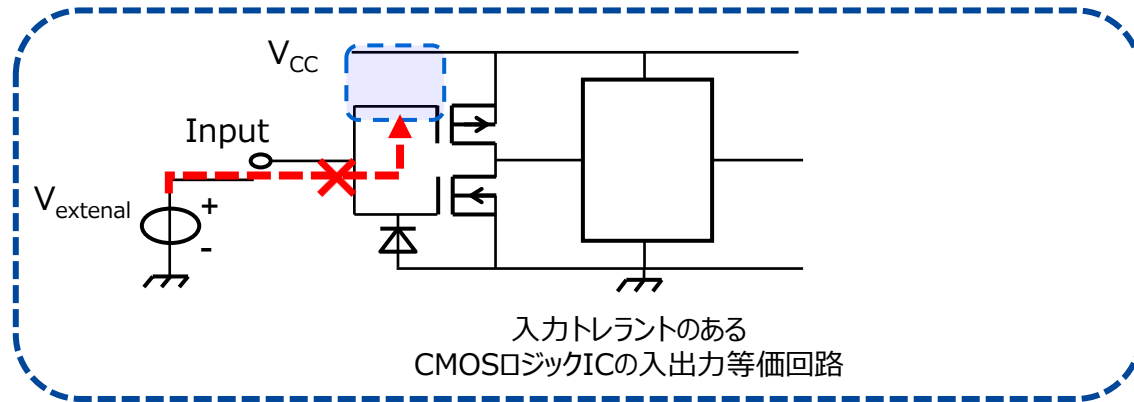 VCC
Input
Vextenal
+
-
入力トレラントのある
CMOSロジックICの入出力等価回路